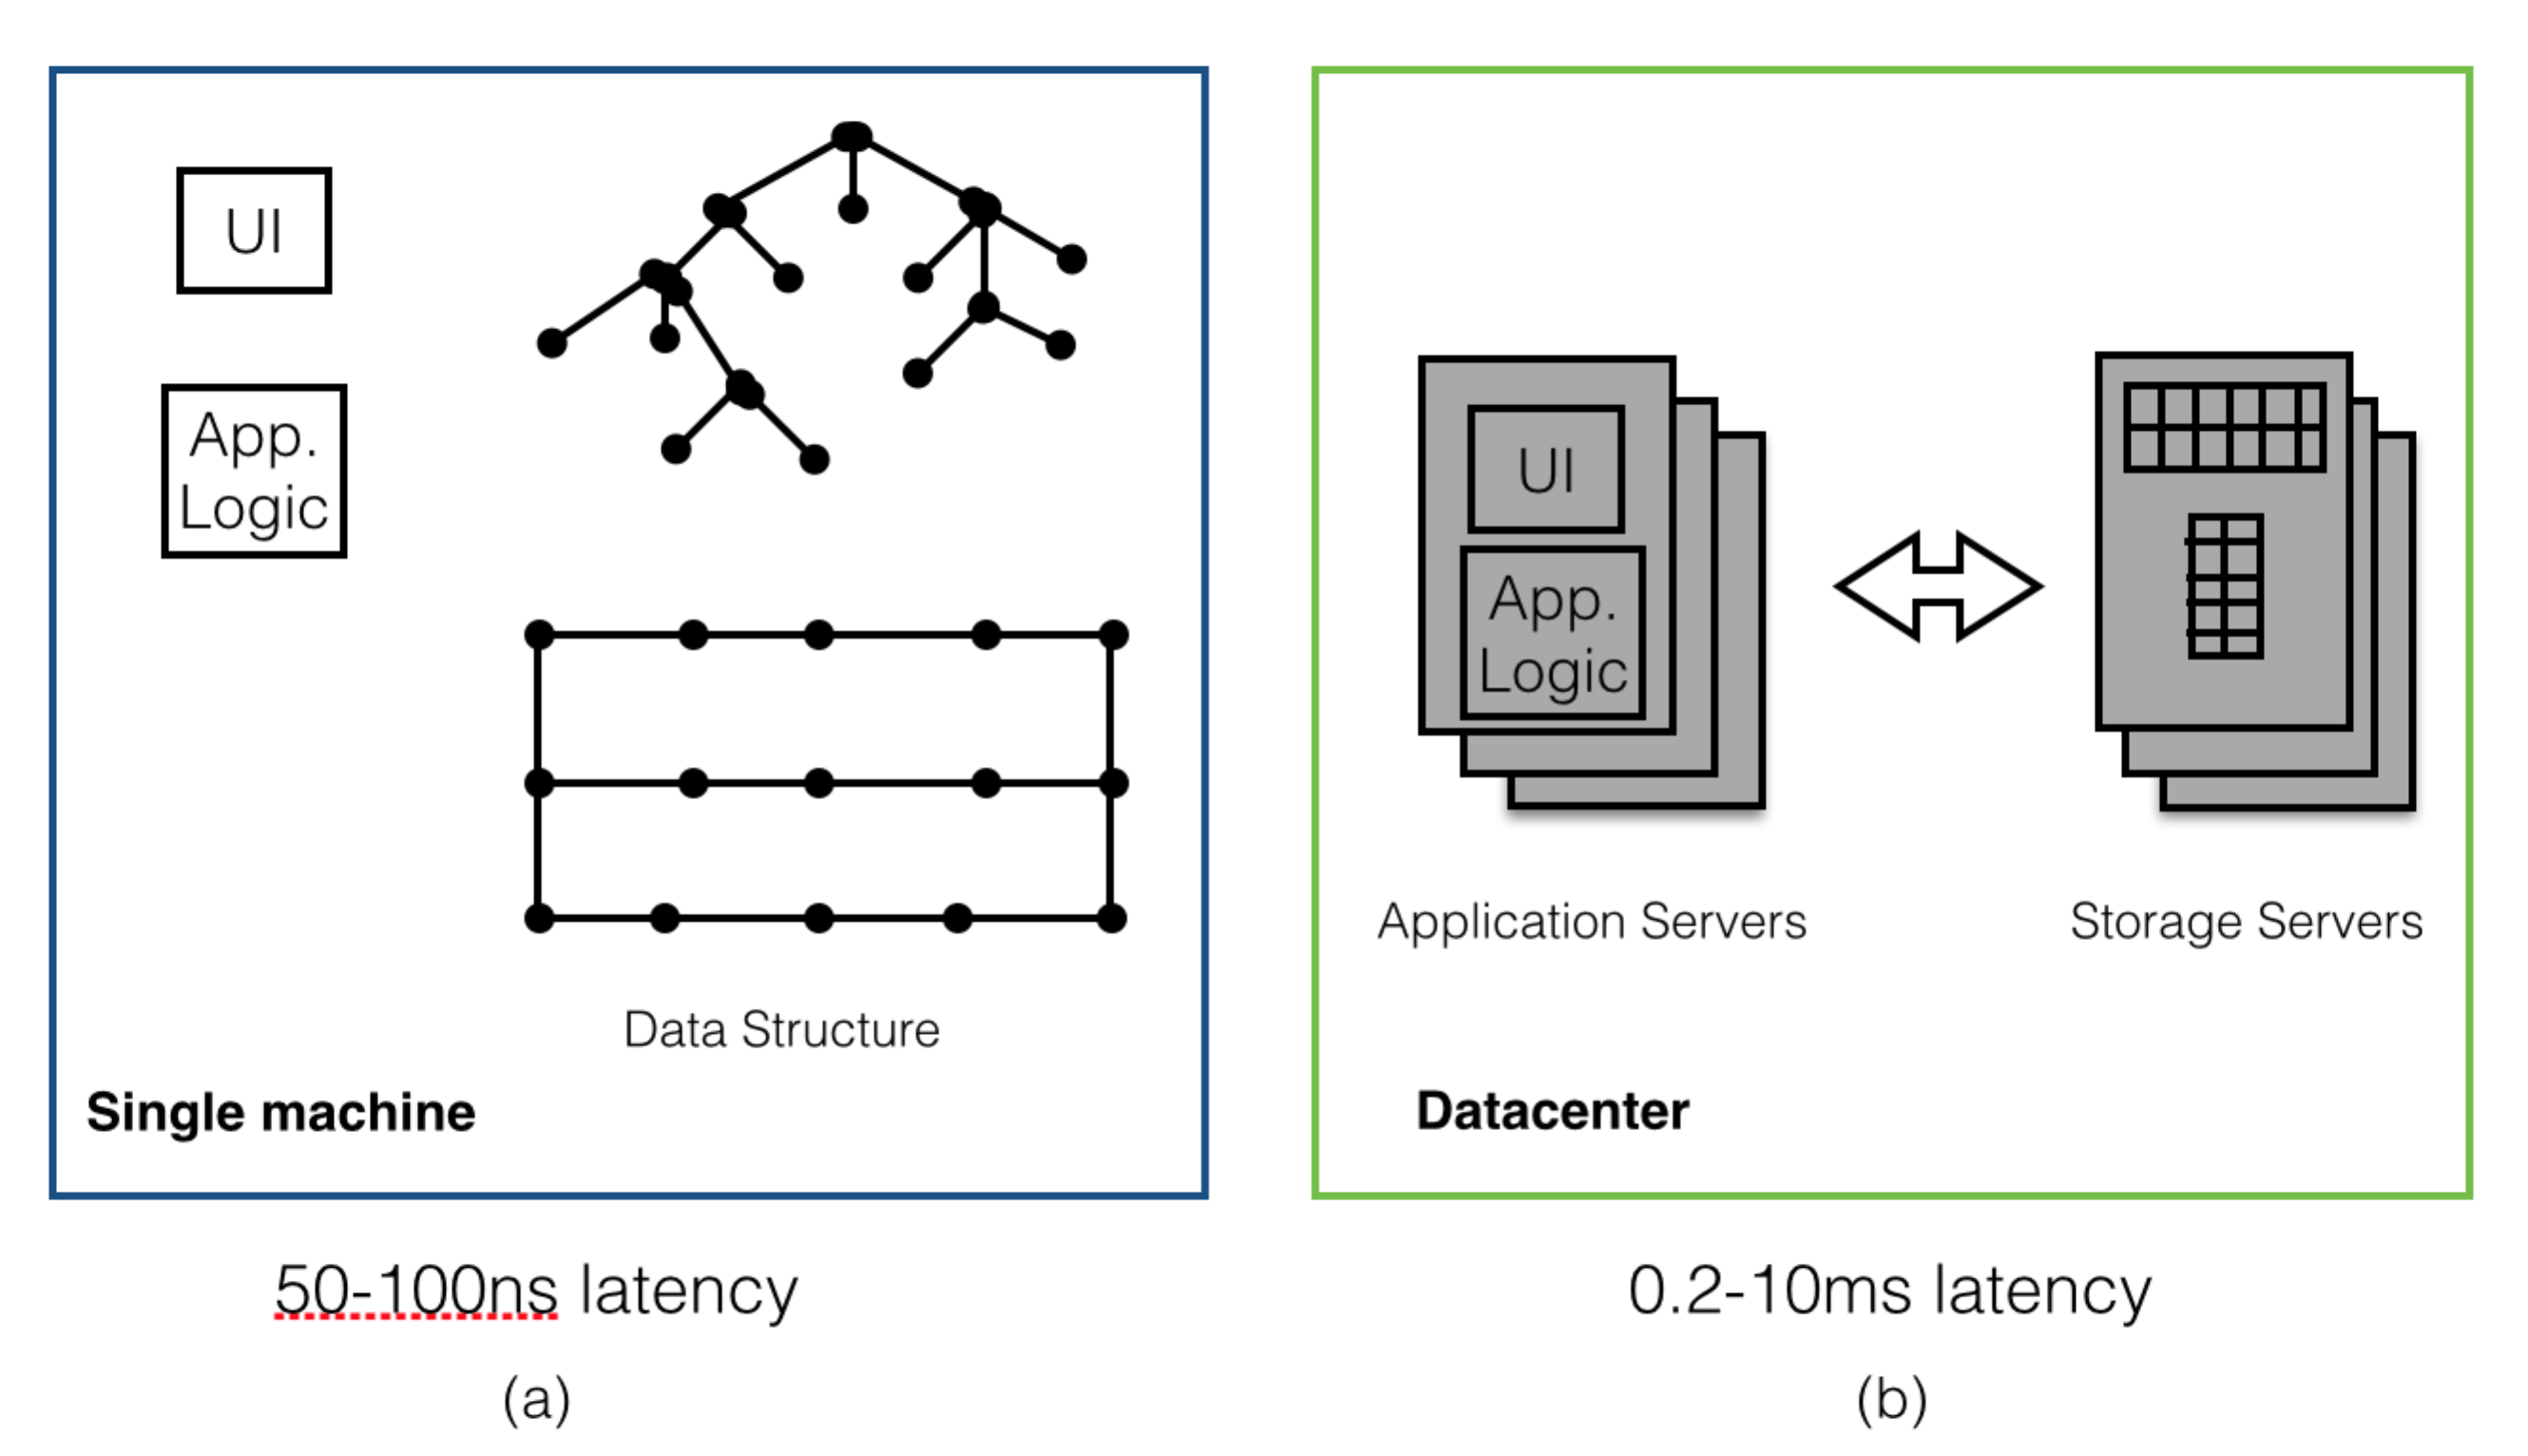 UI
App.
Logic
Data Structure
Single machine
50-100ns latency
(a)
UI
App.
Logic
Application Servers
Storage Servers
Datacenter
0.2-10ms latency
(b)